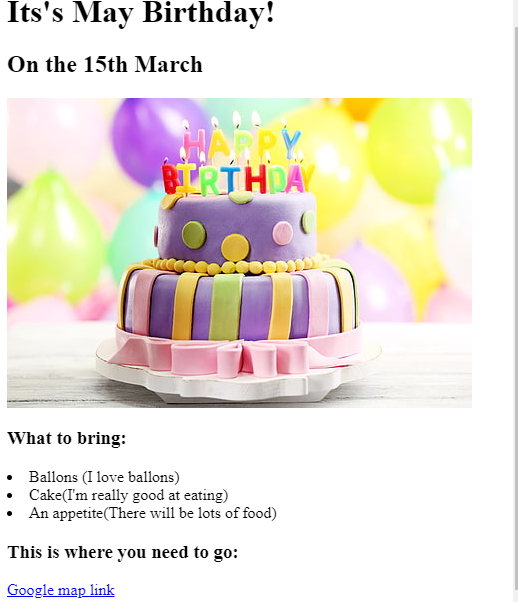 Its's May Birthday!
On the 15th March
HAPPY
BIRTHDAY
What to bring:
Ballons (I love ballons)
Cake(I'm really good at eating)
An appetite(There will be lots of food)
This is where you need to go:
Google map link